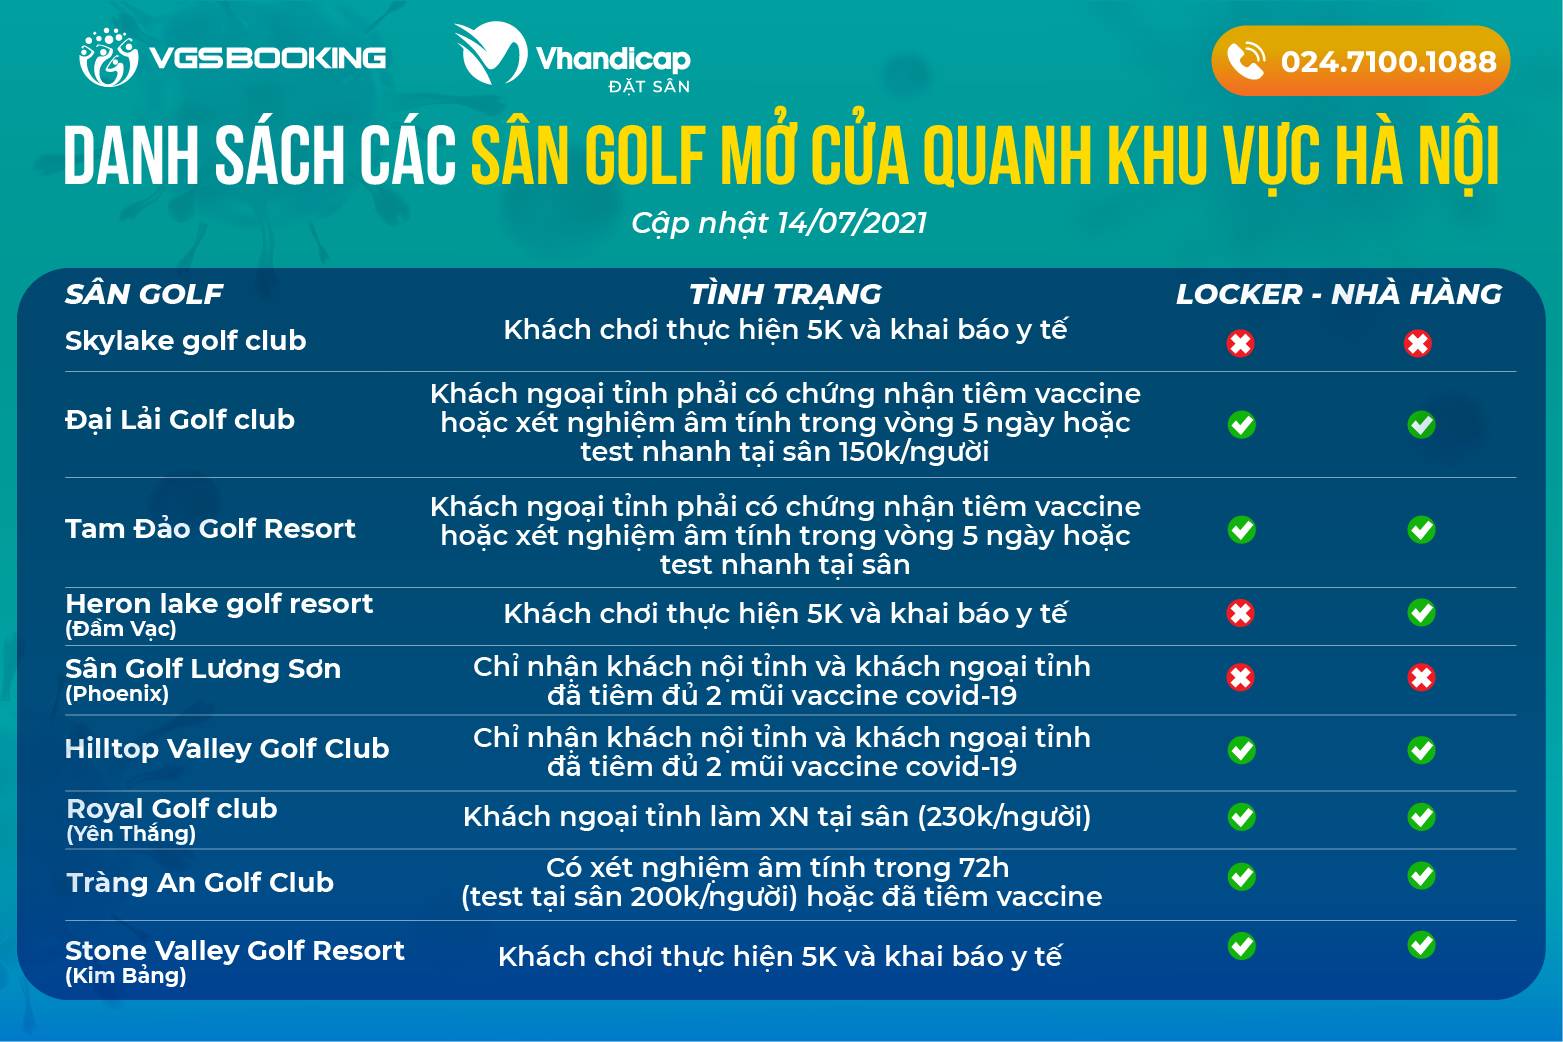 VGS BOOKING
Vhandicap
ĐẶT SÂN
024.7100.1088
DANH SÁCH CÁC SÂN GOLF MỞ CỬA QUANH KHU VỰC HÀ NỘI
Cập nhật 14/07/2021
SÂN GOLF TÌNH TRẠNG LOCKER - NHÀ HÀNG
Skylake golf club
Khách chơi thực hiện 5K và khai báo y tế
Đại Lải Golf club
Khách ngoại tỉnh phải có chứng nhận tiêm vaccine
hoặc xét nghiệm âm tính trong vòng 5 ngày hoặc
test nhanh tại sân 150k/người
Tam Đảo Golf Resort
Khách ngoại tỉnh phải có chứng nhận tiêm vaccine
hoặc xét nghiệm âm tính trong vòng 5 ngày hoặc
test nhanh tại sân
Heron lake golf resort
(Đầm Vạc)
Khách chơi thực hiện 5K và khai báo y tế
Sân Golf Lương Sơn
(Phoenix)
Chỉ nhận khách nội tỉnh và khách ngoại tỉnh
đã tiêm đủ 2 mũi vaccine covid-19
Hilltop Valley Golf Club
Chỉ nhận khách nội tỉnh và khách ngoại tỉnh
đã tiêm đủ 2 mũi vaccine covid-19
Royal Golf club
(Yên Thắng)
Khách ngoại tỉnh làm XN tại sân (230k/người)
Tràng An Golf Club
Có xét nghiệm âm tính trong 72h
(test tại sân 200k/người) hoặc đã tiêm vaccine
Stone Valley Golf Resort
(Kim Bảng)
Khách chơi thực hiện 5K và khai báo y tế